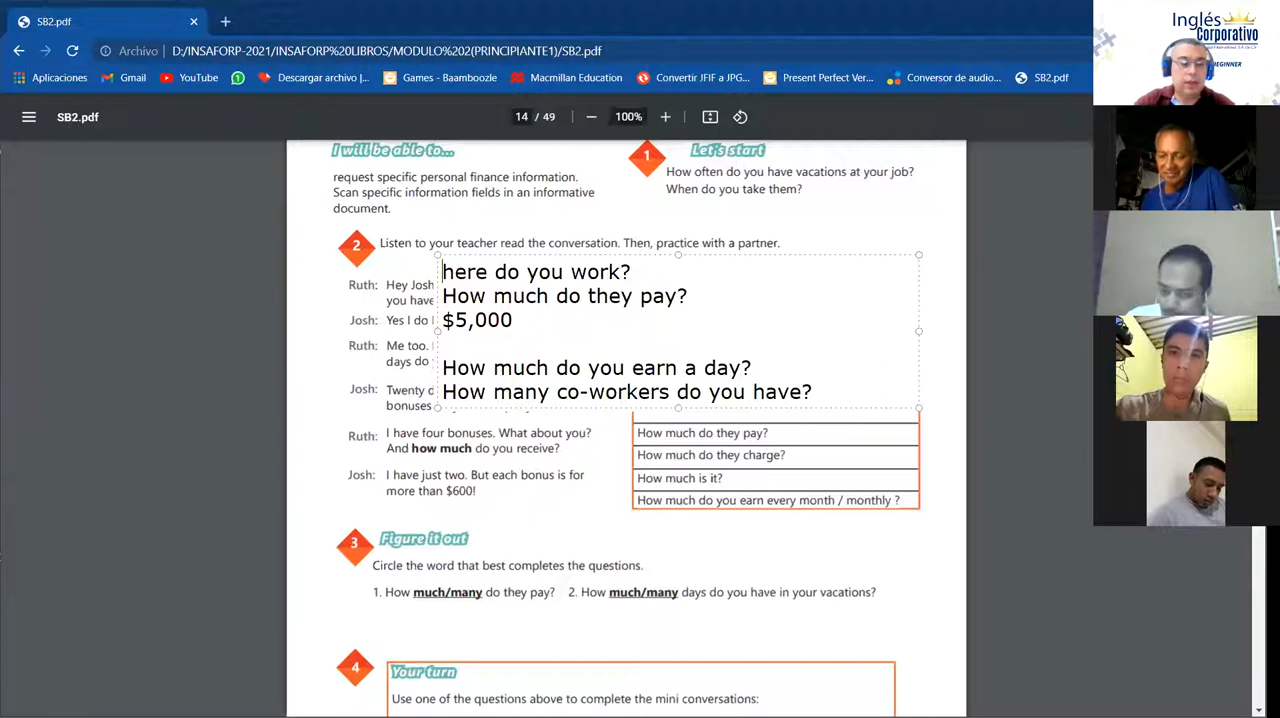 SB2.pdf
Archivo
D:/INSAFORP-2021/INSAFORP%20LIBROS/MODULO%202(PRINCIPIANTE1)/SB2.pdf
Aplicaciones
Gmail
YouTube
Descargar archivo |...
Games - Baamboo...
Macmillan Education
Convertir JFIF a JPG...
Present Perfect Ver...
Conversor de audio...
SB2.pdf
SB2.pdf
14 / 49
100%
Inglés
Corporativo
BEGINNER
I will be able to...
request specific personal finance information.
Scan specific information fields in an informative
document.
1
Let's start
How often do you have vacations at your job?
When do you take them?
2
Listen to your teacher read the conversation. Then, practice with a partner.
Ruth: Hey Josh
you have
Josh: Yes I do
Ruth: Me too.
days do
Josh: Twenty d
bonuses
Ruth: I have four bonuses. What about you?
And how much do you receive?
Josh: I have just two. But each bonus is for
more than $600!
here do you work?
How much do they pay?
$5,000
How much do you earn a day?
How many co-workers do you have?
How much do they pay?
How much do they charge?
How much is it?
How much do you earn every month / monthly ?
3
Figure it out
Circle the word that best completes the questions.
1. How much/many do they pay? 2. How much/many days do you have in your vacations?
4
Your turn
Use one of the questions above to complete the mini conversations: